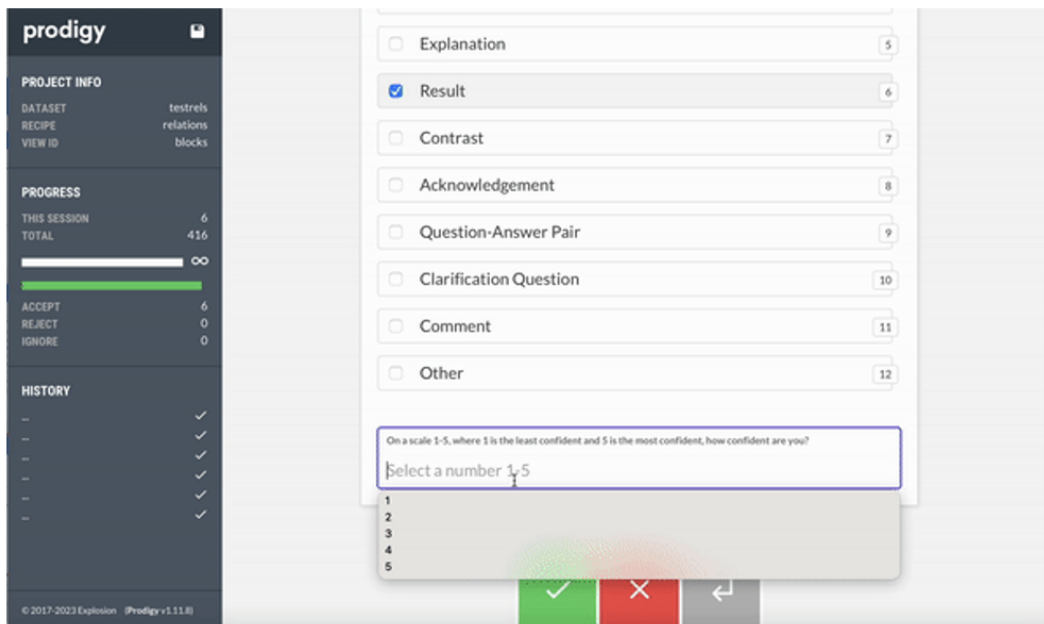 prodigy
PROJECT INFO
DATASET testrels
RECIPE relations
VIEW ID blocks
PROGRESS
THIS SESSION 6
TOTAL 416
∞
ACCEPT 6
REJECT 0
IGNORE 0
HISTORY
...
...
...
...
...
...
© 2017-2023 Explosion (Prodigy v1.11.8)
Explanation 5
Result 6
Contrast 7
Acknowledgement 8
Question-Answer Pair 9
Clarification Question 10
Comment 11
Other 12
On a scale 1-5, where 1 is the least confident and 5 is the most confident, how confident are you?
Select a number 1-5
1
2
3
4
5